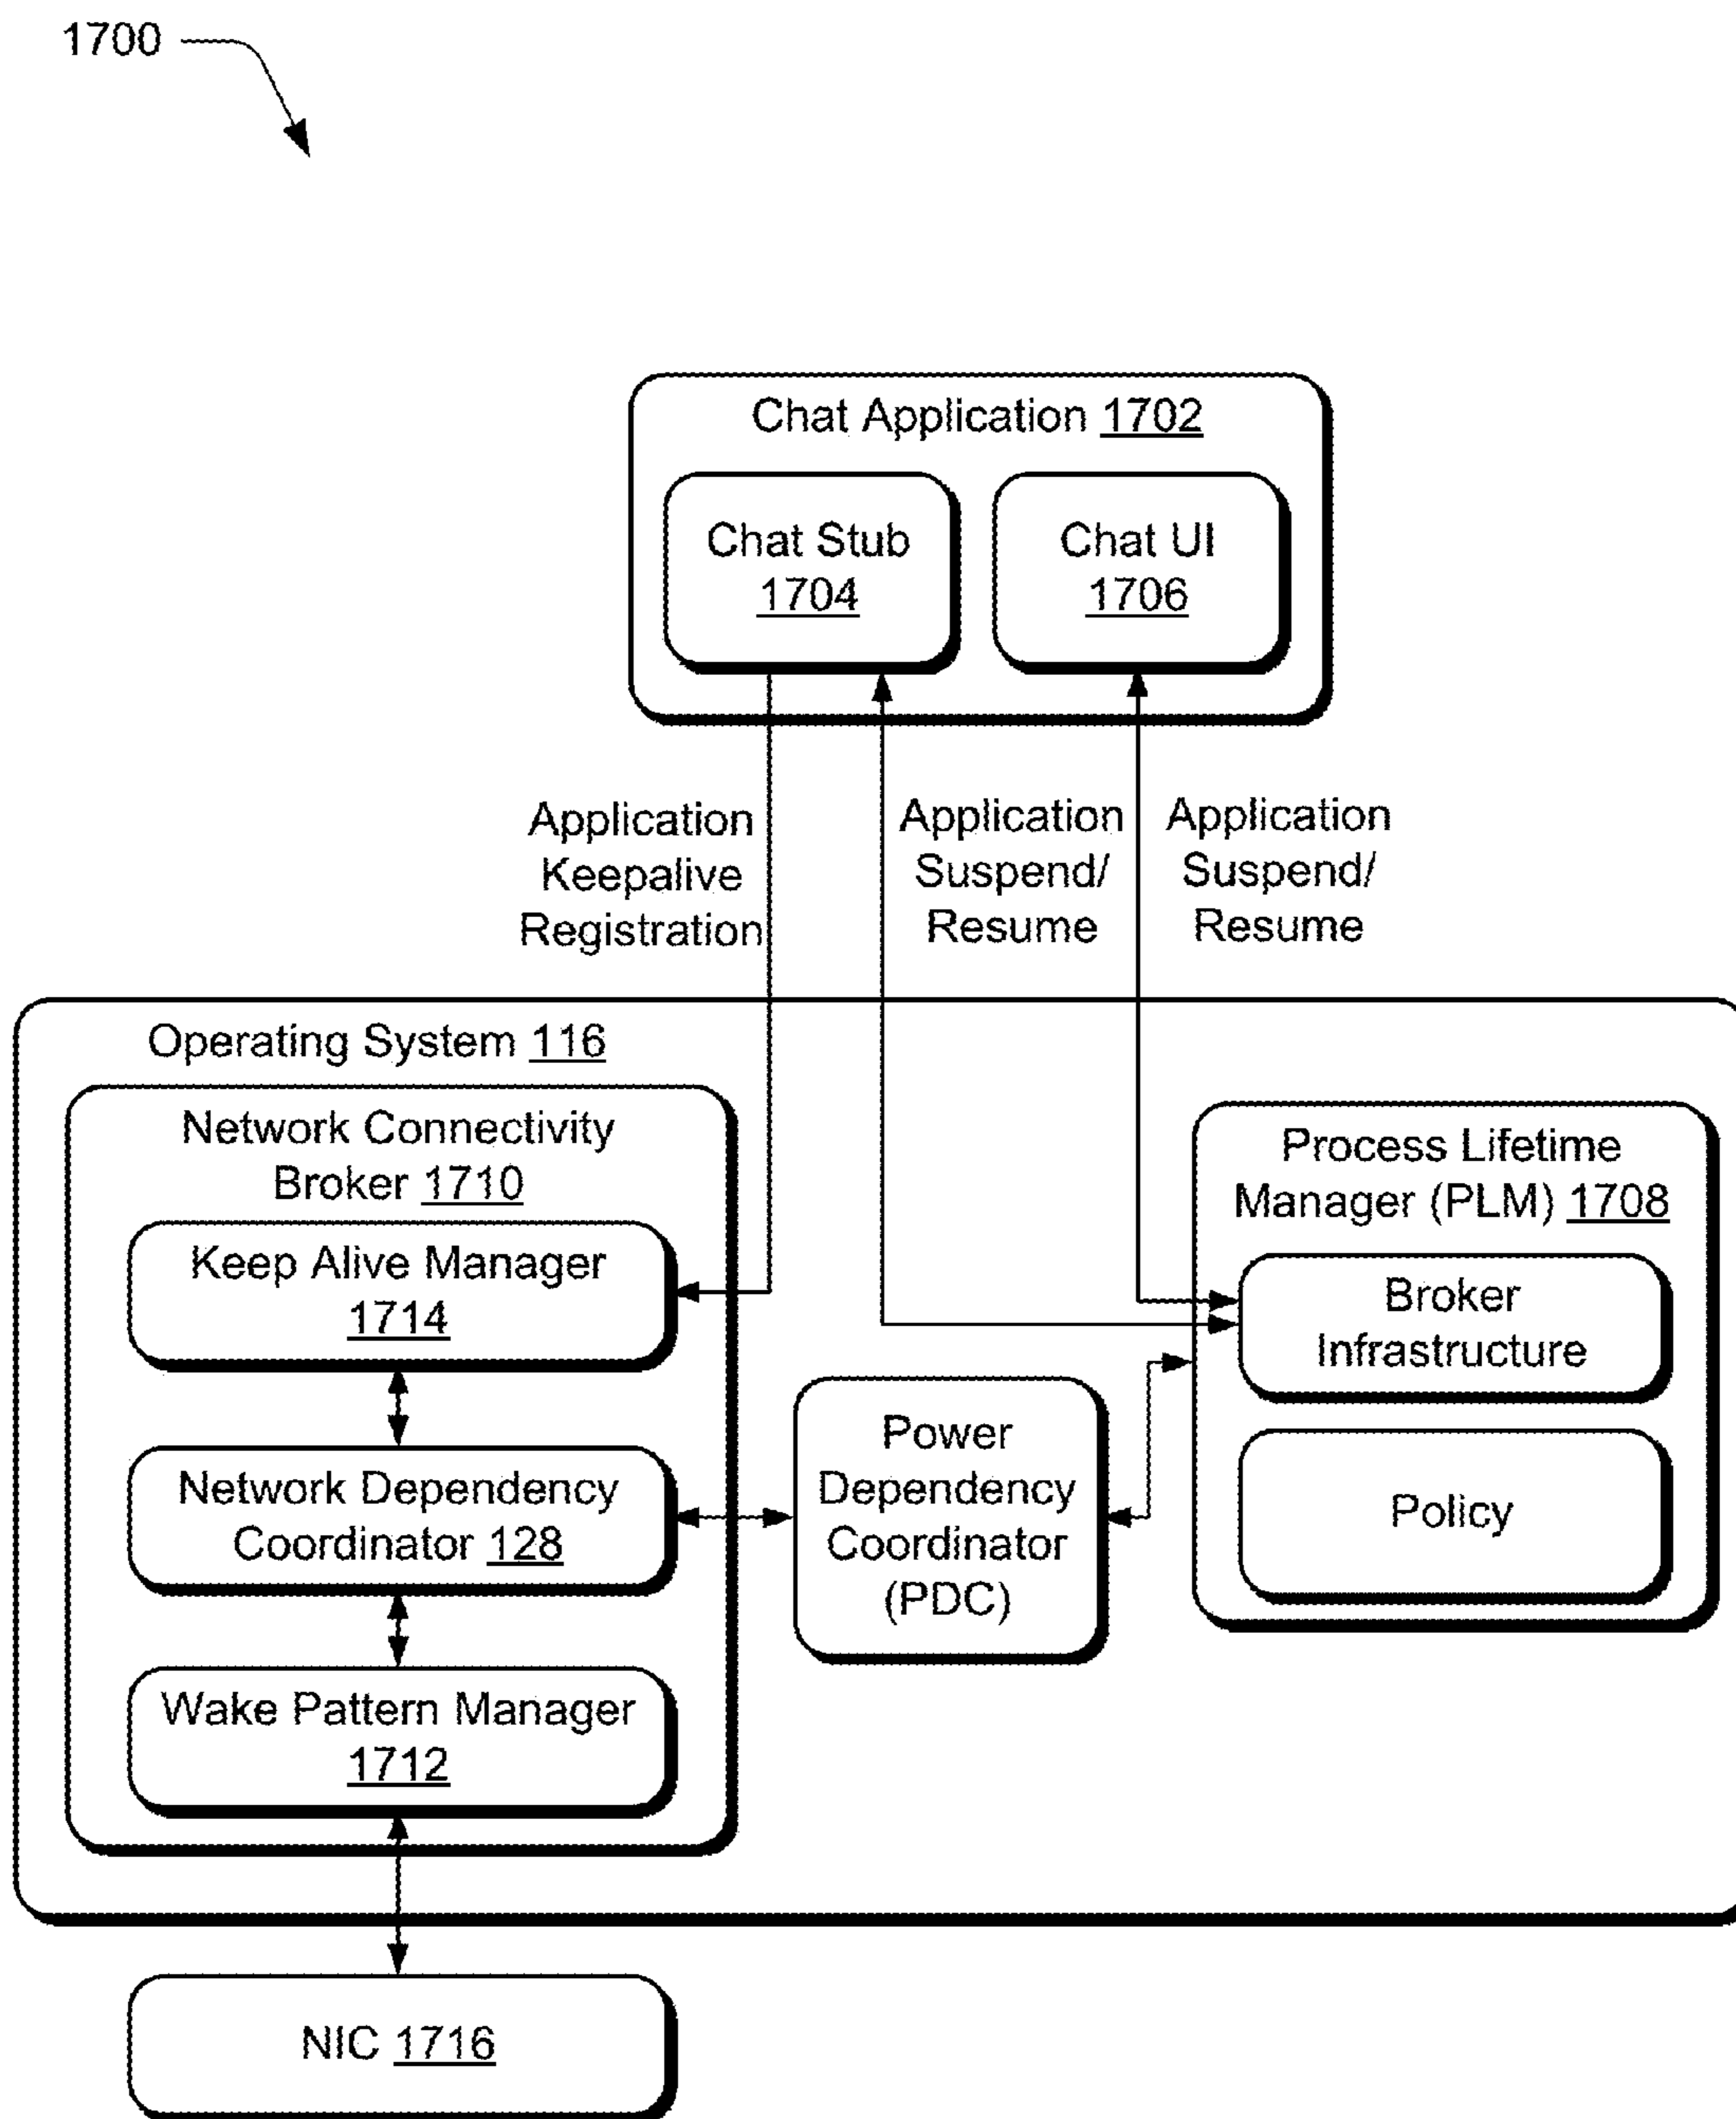 1700
Chat Application 1702
Chat Stub
1704
Chat UI
1706
Application
Keepalive
Registration
Application
Suspend/
Resume
Application
Suspend/
Resume
Operating System 116
Network Connectivity
Broker 1710
Keep Alive Manager
1714
Network Dependency
Coordinator 128
Wake Pattern Manager
1712
Power
Dependency
Coordinator
(PDC)
Process Lifetime
Manager (PLM) 1708
Broker
Infrastructure
Policy
NIC 1716